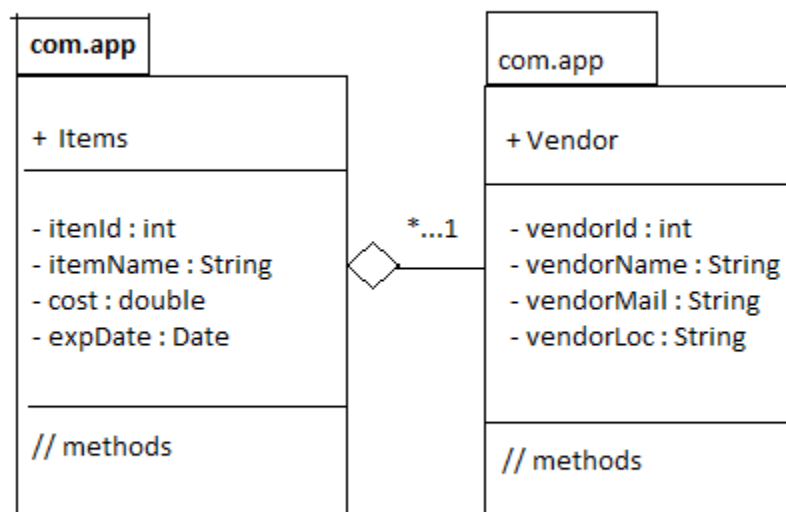 com.app
+ Items
- itenId : int
- itemName : String
- cost : double
- expDate : Date
// methods
*...1
com.app
+ Vendor
- vendorId : int
- vendorName : String
- vendorMail : String
- vendorLoc : String
// methods